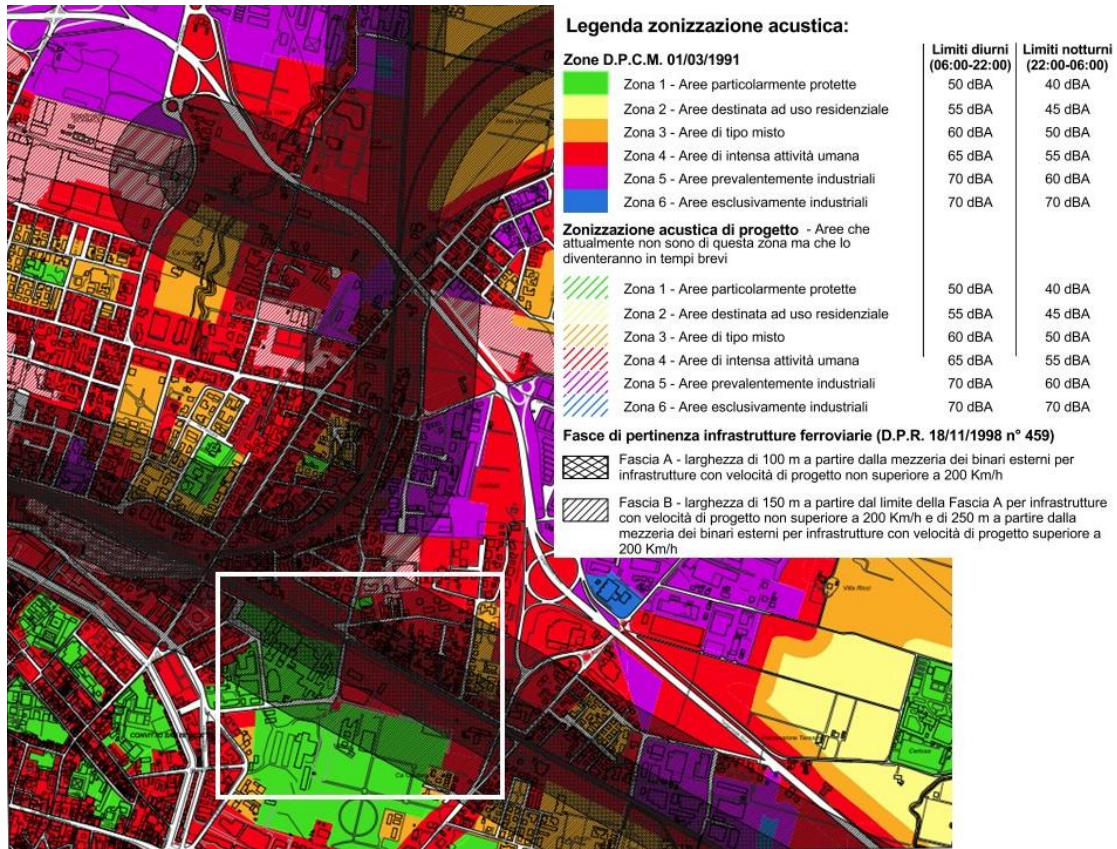 Legenda zonizzazione acustica:
Zone D.P.C.M. 01/03/1991
Limiti diurni
(06:00-22:00)
Limiti notturni
(22:00-06:00)
Zona 1 - Aree particolarmente protette 50 dBA 40 dBA
Zona 2 - Aree destinata ad uso residenziale 55 dBA 45 dBA
Zona 3 - Aree di tipo misto 60 dBA 50 dBA
Zona 4 - Aree di intensa attività umana 65 dBA 55 dBA
Zona 5 - Aree prevalentemente industriali 70 dBA 60 dBA
Zona 6 - Aree esclusivamente industriali 70 dBA 70 dBA
Zonizzazione acustica di progetto - Aree che
attualmente non sono di questa zona ma che lo
diventeranno in tempi brevi
Zona 1 - Aree particolarmente protette 50 dBA 40 dBA
Zona 2 - Aree destinata ad uso residenziale 55 dBA 45 dBA
Zona 3 - Aree di tipo misto 60 dBA 50 dBA
Zona 4 - Aree di intensa attività umana 65 dBA 55 dBA
Zona 5 - Aree prevalentemente industriali 70 dBA 60 dBA
Zona 6 - Aree esclusivamente industriali 70 dBA 70 dBA
Fasce di pertinenza infrastrutture ferroviarie (D.P.R. 18/11/1998 n° 459)
Fascia A - larghezza di 100 m a partire dalla mezzeria dei binari esterni per
infrastrutture con velocità di progetto non superiore a 200 Km/h
Fascia B - larghezza di 150 m a partire dal limite della Fascia A per infrastrutture
con velocità di progetto non superiore a 200 Km/h e di 250 m a partire dalla
mezzeria dei binari esterni per infrastrutture con velocità di progetto superiore a
200 Km/h
Villa Ricci
Certosa